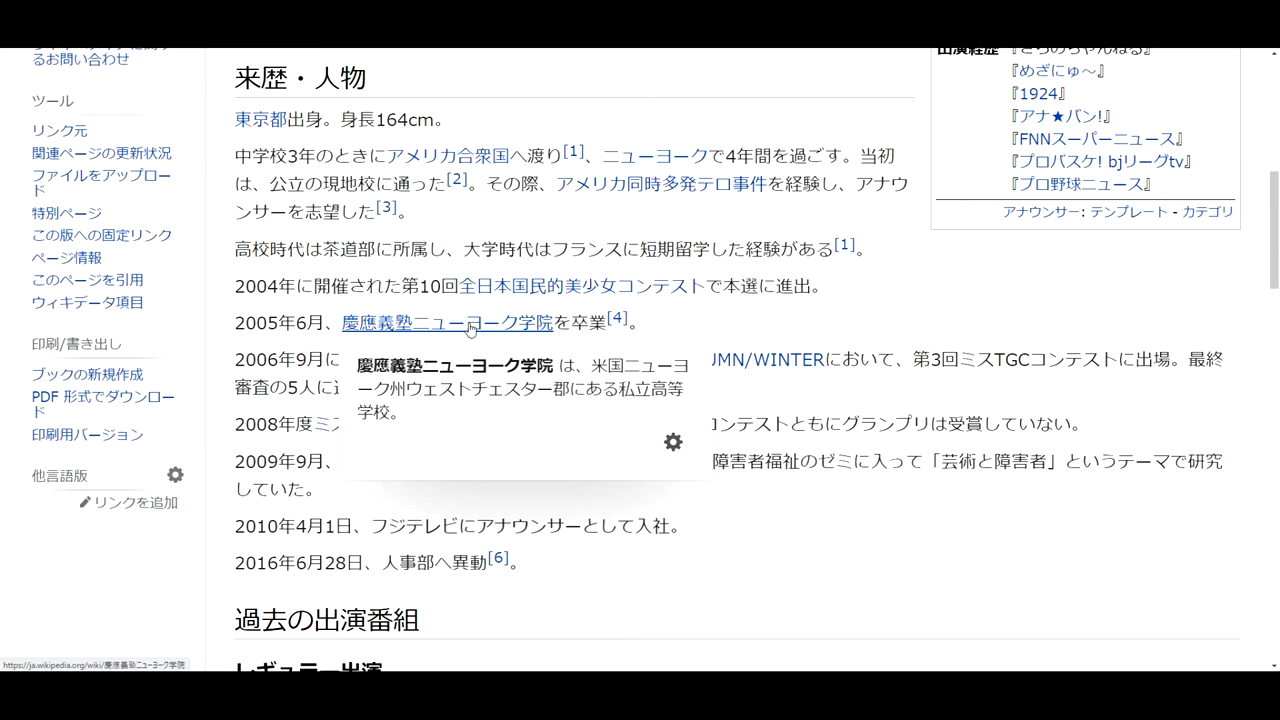 るお問い合わせ
ツール
リンク元
関連ページの更新状況
ファイルをアップロー
ド
特別ページ
この版への固定リンク
ページ情報
このページを引用
ウィキデータ項目
印刷/書き出し
ブックの新規作成
PDF 形式でダウンロー
ド
印刷用バージョン
他言語版
リンクを追加
来歴・人物
東京都出身。身長164cm。
中学校3年のときにアメリカ合衆国へ渡り[1]、ニューヨークで4年間を過ごす。当初
は、公立の現地校に通った[2]。その際、アメリカ同時多発テロ事件を経験し、アナウ
ンサーを志望した[3]。
高校時代は茶道部に所属し、大学時代はフランスに短期留学した経験がある[1]。
2004年に開催された第10回全日本国民的美少女コンテストで本選に進出。
2005年6月、慶應義塾ニューヨーク学院を卒業[4]。
2006年9月に
UMN/WINTERにおいて、第3回ミスTGCコンテストに出場。最終
審査の5人に
2008年度ミス
コンテストともにグランプリは受賞していない。
2009年9月、
障害者福祉のゼミに入って「芸術と障害者」というテーマで研究
していた。
2010年4月1日、フジテレビにアナウンサーとして入社。
2016年6月28日、人事部へ異動[6]。
慶應義塾ニューヨーク学院 は、米国ニューヨ
ーク州ウェストチェスター郡にある私立高等
学校。
過去の出演番組
レギュラー出演
出演経歴 『さらのちゃんねる』
『めざにゅ〜』
『1924』
『アナ★バン!』
『FNNスーパーニュース』
『プロバスケ! bjリーグtv』
『プロ野球ニュース』
アナウンサー: テンプレート - カテゴリ
https://ja.wikipedia.org/wiki/慶應義塾ニューヨーク学院